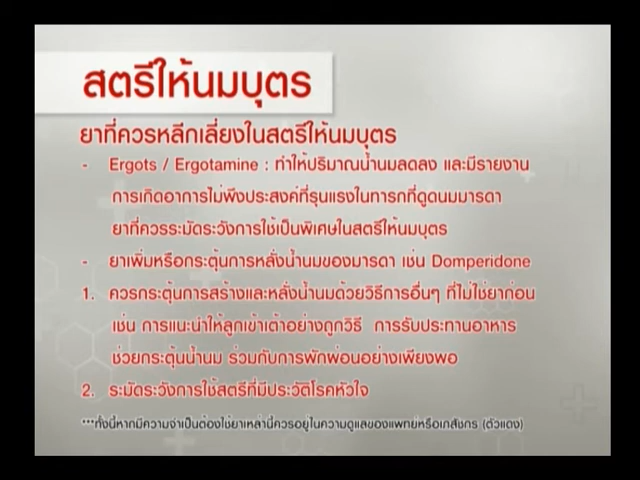 สตรีให้นมบุตร
ยาที่ควรหลีกเลี่ยงในสตรีให้นมบุตร
- Ergots / Ergotamine : ทำให้ปริมาณน้ำนมลดลง และมีรายงาน
การเกิดอาการไม่พึงประสงค์ที่รุนแรงในทารกที่ดูดนมมารดา
ยาที่ควรระมัดระวังการใช้เป็นพิเศษในสตรีให้นมบุตร
- ยาเพิ่มหรือกระตุ้นการหลั่งน้ำนมของมารดา เช่น Domperidone
1. ควรกระตุ้นการสร้างและหลั่งน้ำนมด้วยวิธีการอื่นๆ ที่ไม่ใช่ยาก่อน
เช่น การแนะนำให้ลูกเข้าเต้าอย่างถูกวิธี การรับประทานอาหาร
ช่วยกระตุ้นน้ำนม ร่วมกับการพักผ่อนอย่างเพียงพอ
2. ระมัดระวังการใช้สตรีที่มีประวัติโรคหัวใจ
***ทั้งนี้หากมีความจำเป็นต้องใช้ยาเหล่านี้ควรอยู่ในความดูแลของแพทย์หรือเภสัชกร (ตัวแดง)